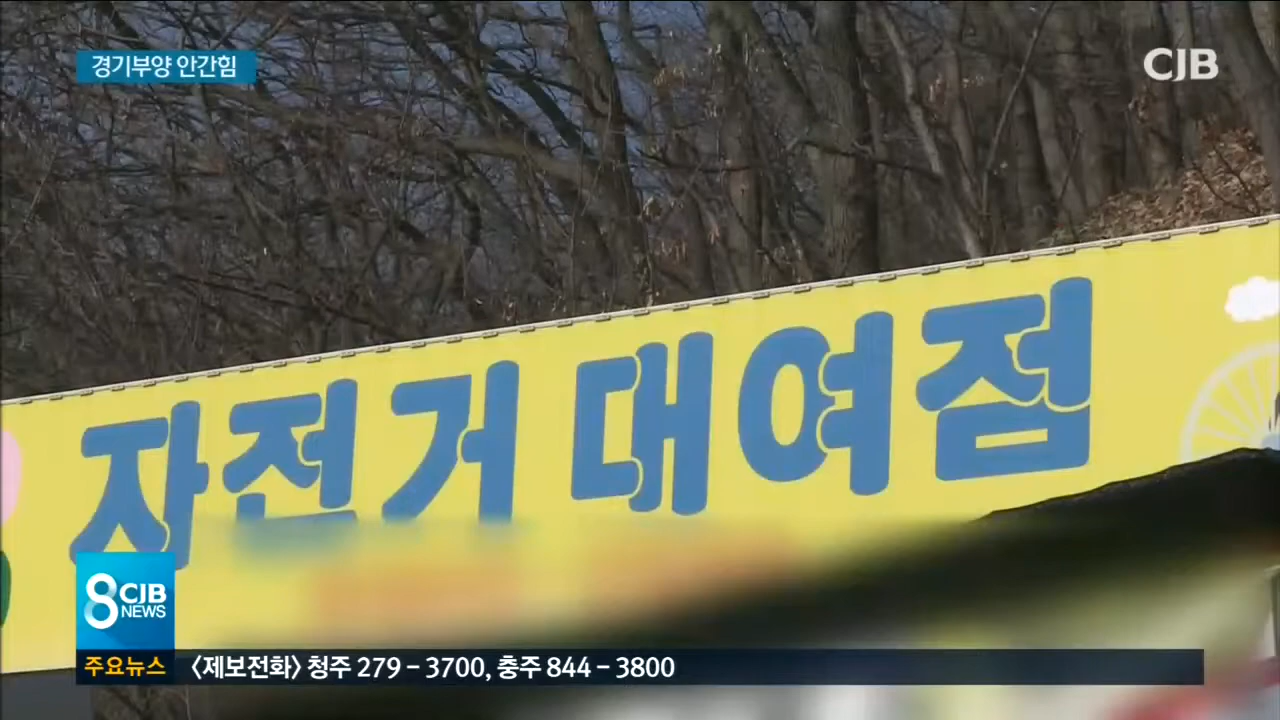 경기부양 안간힘
CJB
자전거 대여점
8 CJB
NEWS
주요뉴스 〈제보전화〉 청주 279 - 3700, 충주 844 - 3800